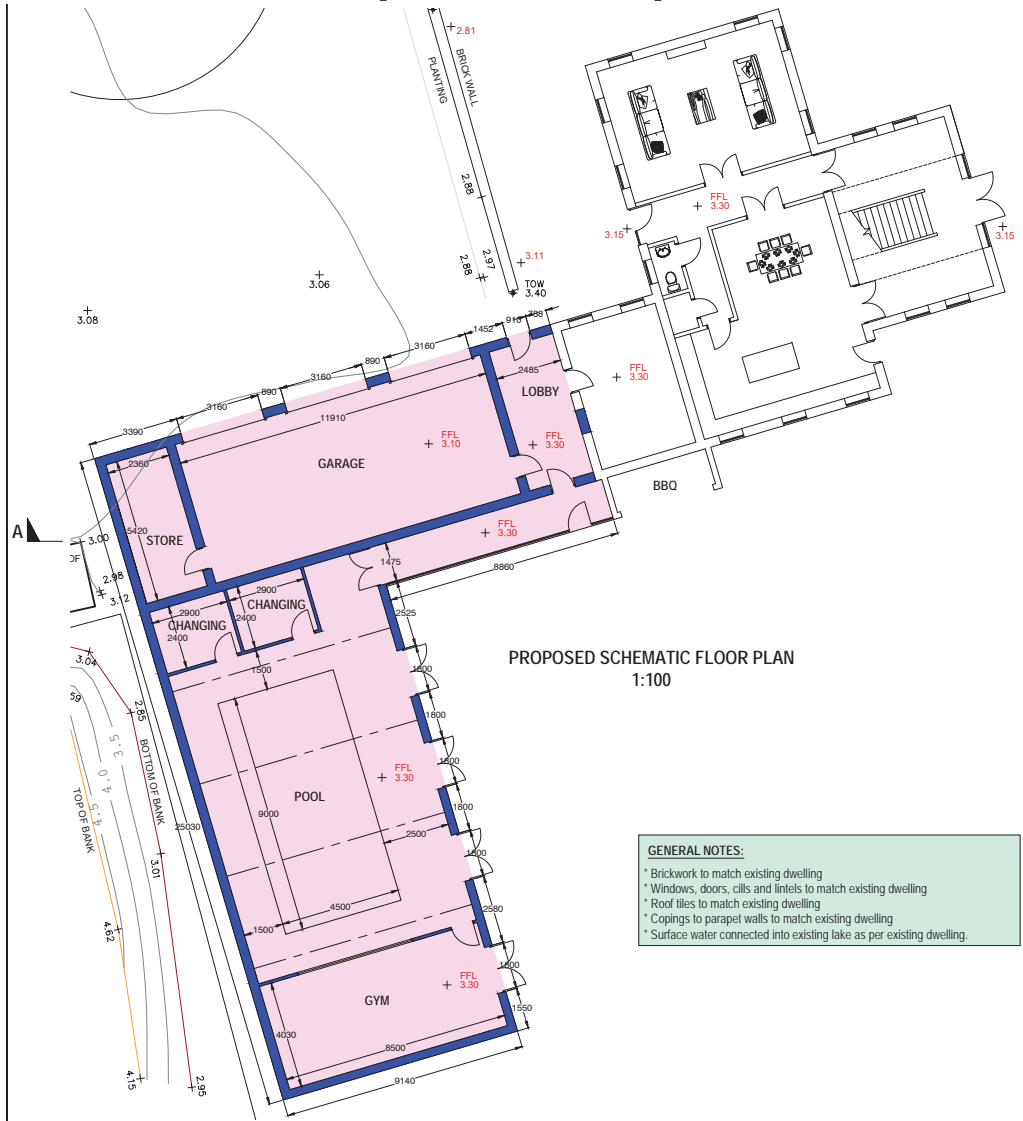 2.81
BRICK WALL
PLANTING
2.88
2.97
2.88
3.11
TOW
3.40
3.06
3.08
FFL
3.30
3.15
3.15
788
910
1452
3160
890
3160
890
3160
3390
2485
LOBBY
FFL
3.30
FFL
3.30
11910
FFL
3.10
GARAGE
2360
5420
STORE
BBQ
A
3.00
OF
2.98
3.12
FFL
3.30
1475
8860
2900
CHANGING
2400
2900
CHANGING
2400
2525
PROPOSED SCHEMATIC FLOOR PLAN
1:100
1500
1800
1800
1800
1800
1800
2580
1800
1550
3.04
2.85
3.5
4.0
4.5
BOTTOM OF BANK
TOP OF BANK
3.01
4.62
4.15
2.95
25030
FFL
3.30
POOL
9000
2500
4500
1500
FFL
3.30
GYM
4030
8500
9140
GENERAL NOTES:
* Brickwork to match existing dwelling
* Windows, doors, cills and lintels to match existing dwelling
* Roof tiles to match existing dwelling
* Copings to parapet walls to match existing dwelling
* Surface water connected into existing lake as per existing dwelling.